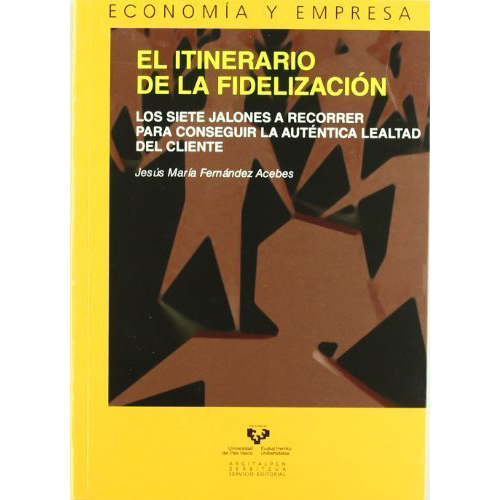 ECONOMÍA Y EMPRESA
EL ITINERARIO
DE LA FIDELIZACIÓN
LOS SIETE JALONES A RECORRER
PARA CONSEGUIR LA AUTÉNTICA LEALTAD
DEL CLIENTE
Jesús María Fernández Acebes
Universidad Euskal Herriko
del País Vasco Unibertsitatea
ARGITALPEN
ZERBITZUA
SERVICIO EDITORIAL